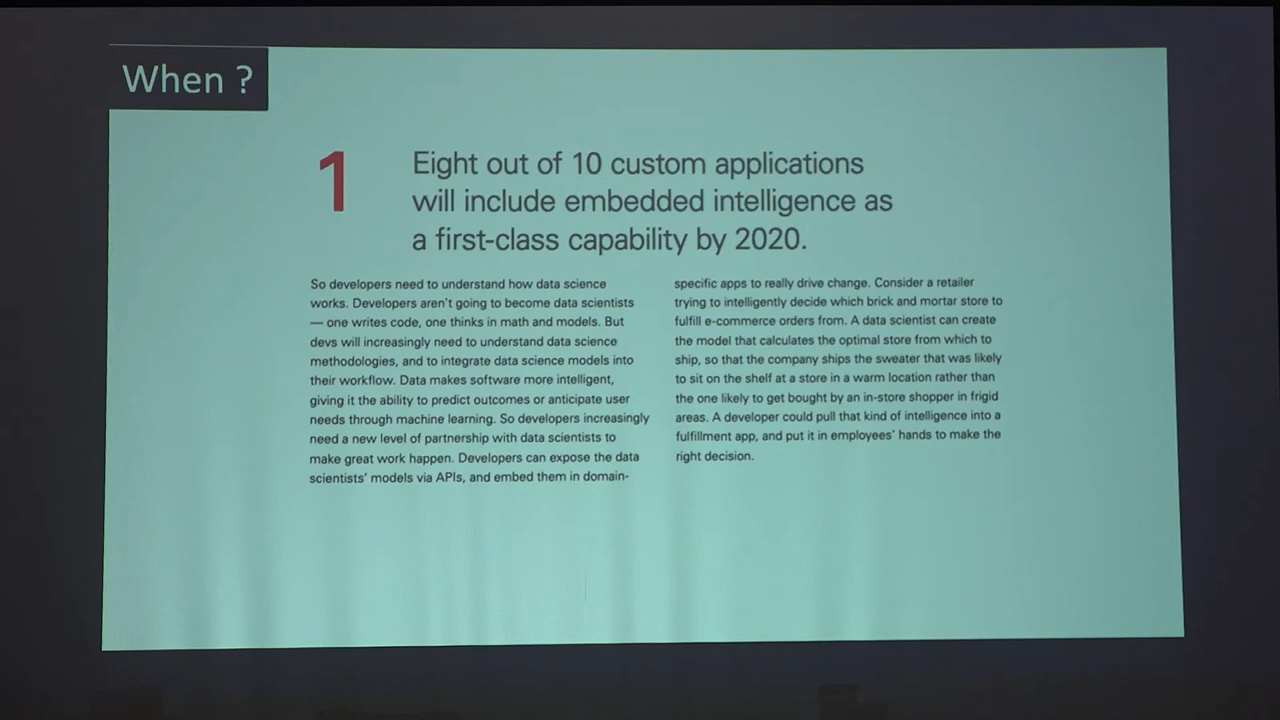 When ?
1
Eight out of 10 custom applications
will include embedded intelligence as
a first-class capability by 2020.
So developers need to understand how data science
works. Developers aren't going to become data scientists
— one writes code, one thinks in math and models. But
devs will increasingly need to understand data science
methodologies, and to integrate data science models into
their workflow. Data makes software more intelligent,
giving it the ability to predict outcomes or anticipate user
needs through machine learning. So developers increasingly
need a new level of partnership with data scientists to
make great work happen. Developers can expose the data
scientists' models via APIs, and embed them in domain-
specific apps to really drive change. Consider a retailer
trying to intelligently decide which brick and mortar store to
fulfill e-commerce orders from. A data scientist can create
the model that calculates the optimal store from which to
ship, so that the company ships the sweater that was likely
to sit on the shelf at a store in a warm location rather than
the one likely to get bought by an in-store shopper in frigid
areas. A developer could pull that kind of intelligence into a
fulfillment app, and put it in employees' hands to make the
right decision.